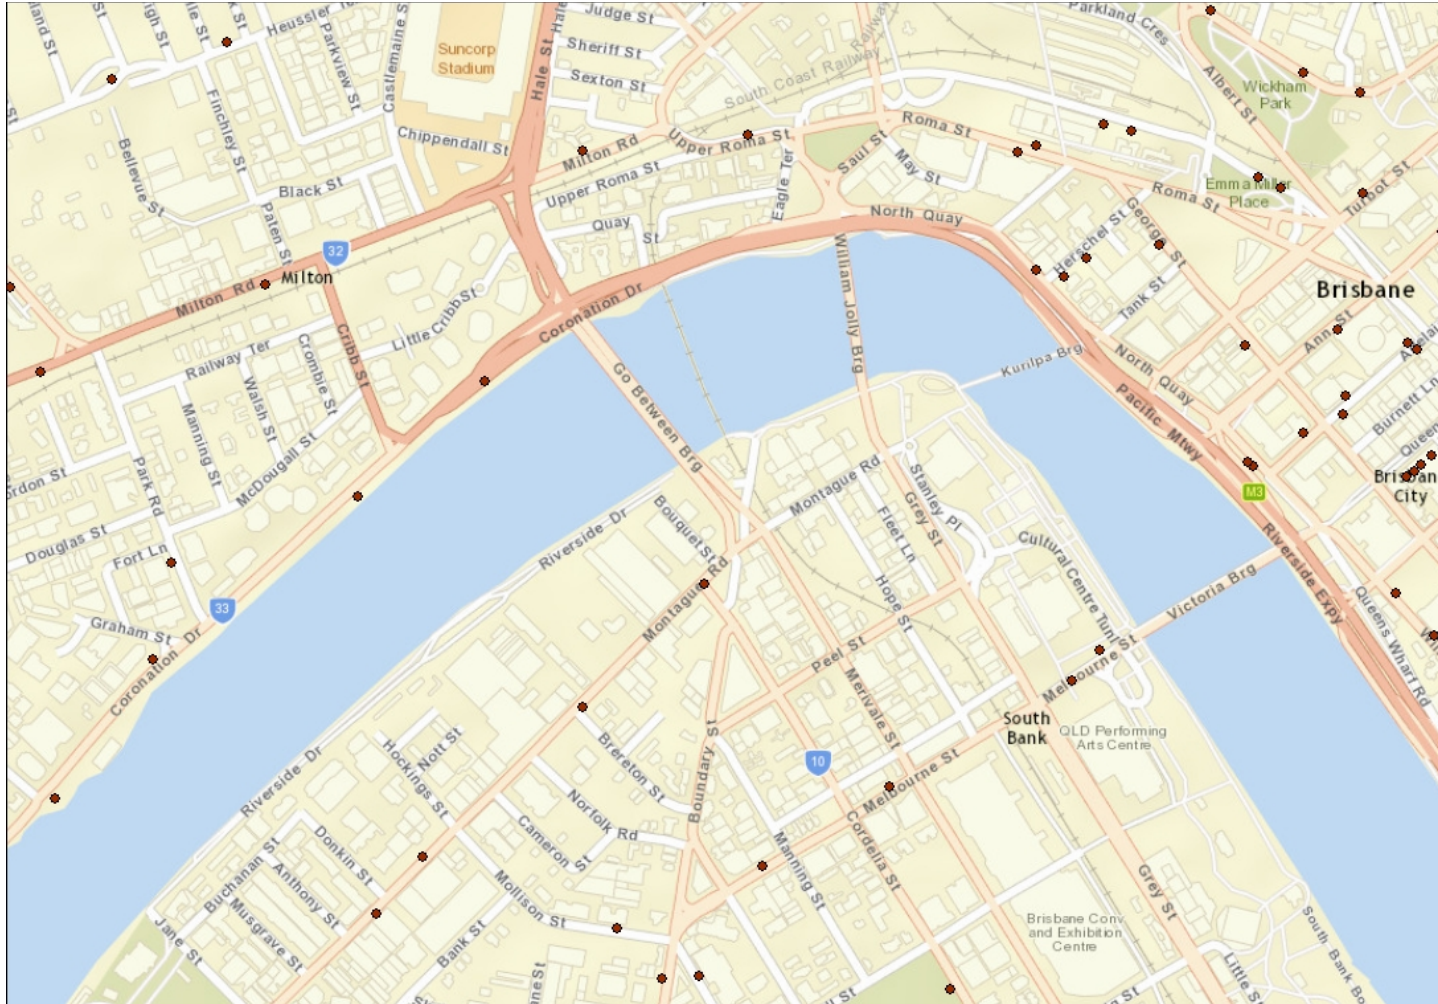 Heussler Ter
Judge St
Hale St
Parkland Cres
Castlemaine St
Parkview St
Sheriff St
Railway
Suncorp
Stadium
Hale St
Sexton St
South Coast Railway
Albert St
Wickham
Park
Finchley St
Chippendall St
Milton Rd
Upper Roma St
Roma St
Saul St
May St
Bellevue St
Black St
Upper Roma St
Eagle Ter
Emma Miller
Place
Roma St
Turbot St
Paten St
Quay
St
North Quay
George St
Herschel St
32
Milton
Milton Rd
William Jolly Brg
Tank St
Brisbane
Coronation Dr
Little Cribb St
Ann St
Railway Ter
Cribb St
Crombie St
Walsh St
Manning St
Go Between Brg
Kurilpa Brg
North Quay
Pacific Mtwy
Burnett Ln
McDougall St
Park Rd
Montague Rd
Stanley Pl
Grey St
Fleet Ln
M3
Brisban
City
Douglas St
Fort Ln
Riverside Dr
Bouquet St
Cultural Centre Tunl
Riverside Expy
33
Graham St
Coronation Dr
Montague Rd
Hope St
Victoria Brg
Queens Wharf Rd
Peel St
Melbourne St
Merivale St
South
Bank
QLD Performing
Arts Centre
Nott St
Hockings St
Riverside Dr
Brereton St
Boundary St
10
Melbourne St
Norfolk Rd
Cameron St
Cordelia St
Manning St
Donkin St
Buchanan St
Anthony St
Musgrave St
Mollison St
Grey St
Jane St
Bank St
Brisbane Conv
and Exhibition
Centre
South Bank
Little St